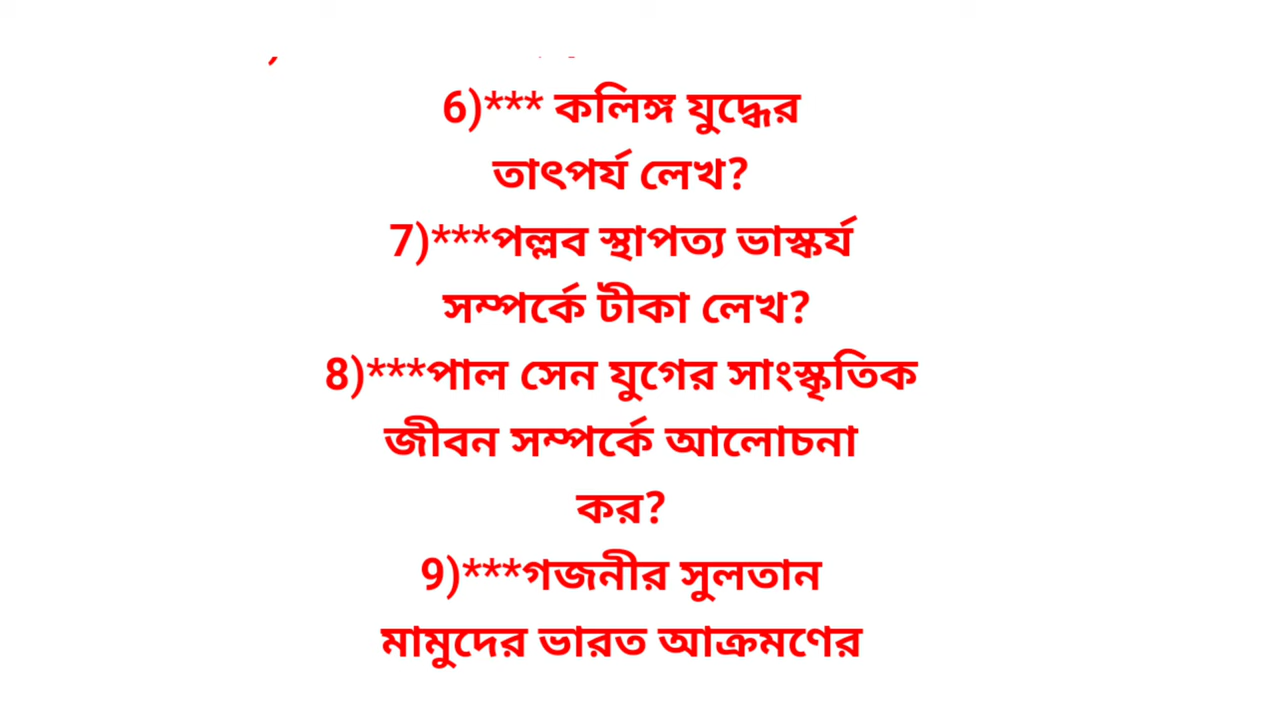 6)*** কলিঙ্গ যুদ্ধের
তাৎপর্য লেখ?
7)***পল্লব স্থাপত্য ভাস্কর্য
সম্পর্কে টীকা লেখ?
8)***পাল সেন যুগের সাংস্কৃতিক
জীবন সম্পর্কে আলোচনা
কর?
9)***গজনীর সুলতান
মামুদের ভারত আক্রমণের